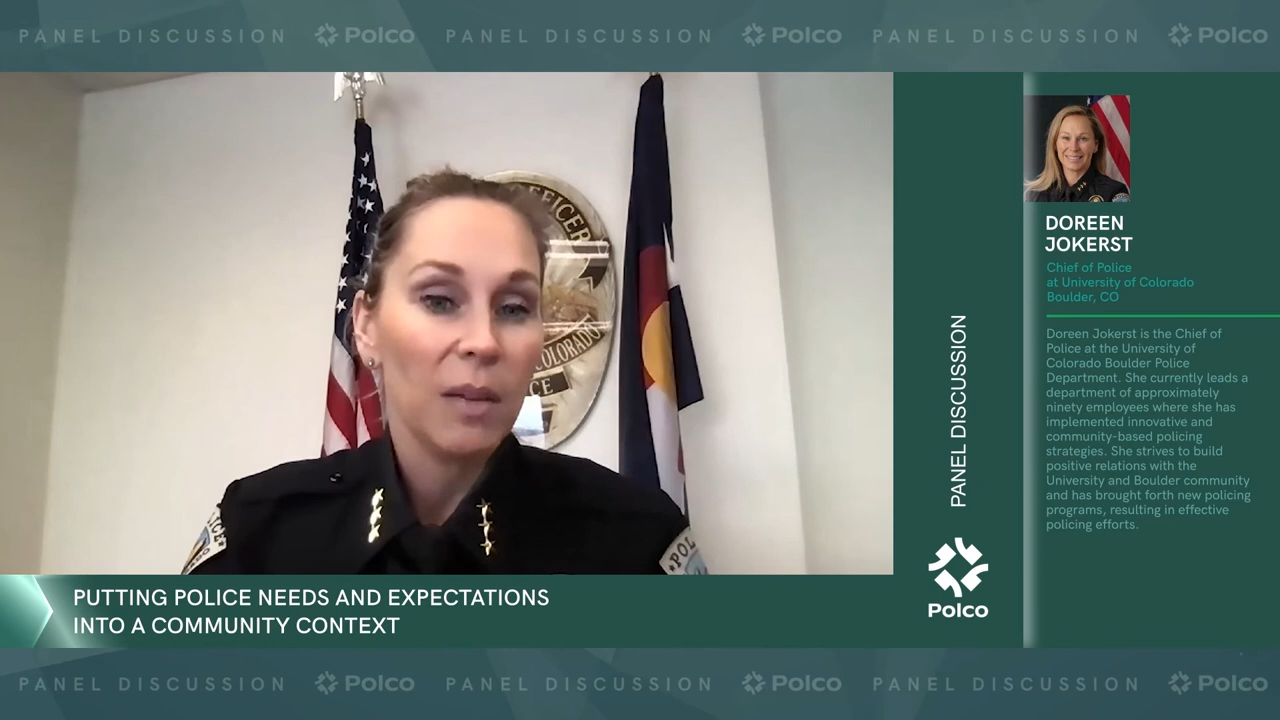 PANEL DISCUSSION Polco PANEL DISCUSSION Polco PANEL DISCUSSION Polco
OFFICER
COLORADO
CE
POL
DOREEN
JOKERST
Chief of Police
at University of Colorado
Boulder, CO
Doreen Jokerst is the Chief of
Police at the University of
Colorado Boulder Police
Department. She currently leads a
department of approximately
ninety employees where she has
implemented innovative and
community-based policing
strategies. She strives to build
positive relations with the
University and Boulder community
and has brought forth new policing
programs, resulting in effective
policing efforts.
PANEL DISCUSSION
Polco
PUTTING POLICE NEEDS AND EXPECTATIONS
INTO A COMMUNITY CONTEXT
PANEL DISCUSSION Polco PANEL DISCUSSION Polco PANEL DISCUSSION Polco